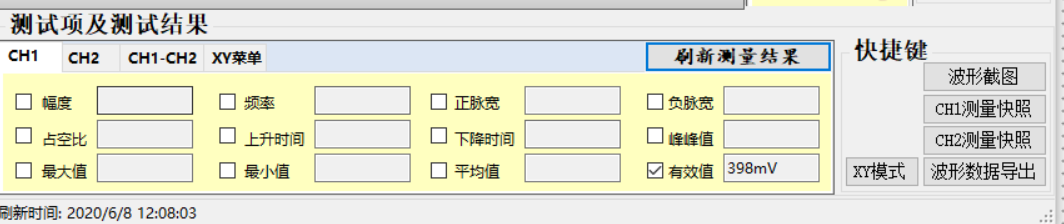 测试项及测试结果
CH1 CH2 CH1-CH2 XY菜单 刷新测量结果
幅度 频率 正脉宽 负脉宽
占空比 上升时间 下降时间 峰峰值
最大值 最小值 平均值 有效值 398mV
快捷键
波形截图
CH1测量快照
CH2测量快照
XY模式 波形数据导出
刷新时间: 2020/6/8 12:08:03